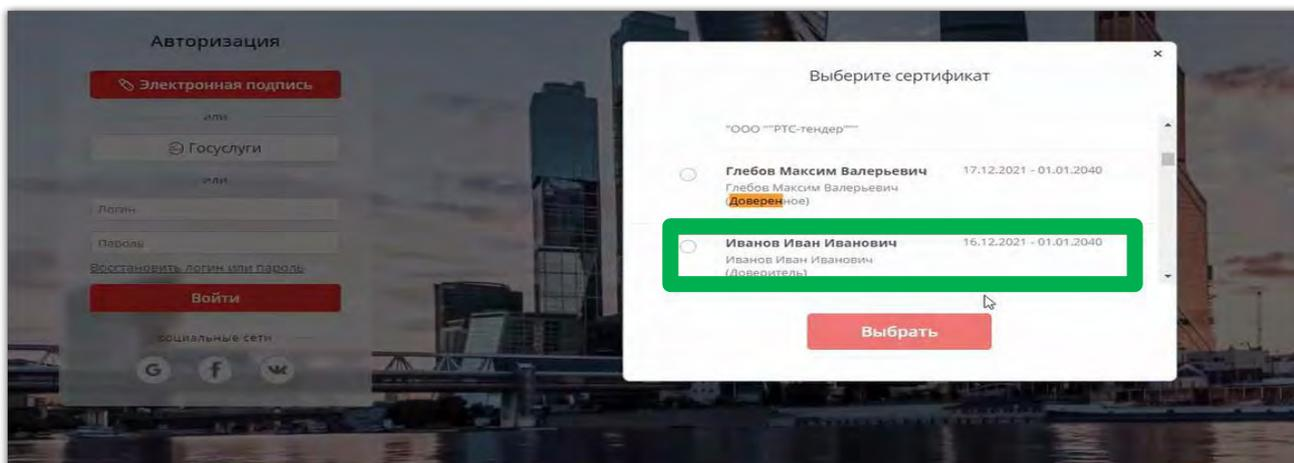 Авторизация
Электронная подпись
или
Госуслуги
или
Логин
Пароль
Восстановить логин или пароль
Войти
социальные сети
G f
×
Выберите сертификат
"ООО ""РТС-тендер"""
Глебов Максим Валерьевич 17.12.2021 - 01.01.2040
Глебов Максим Валерьевич
(Доверенное)
Иванов Иван Иванович 16.12.2021 - 01.01.2040
Иванов Иван Иванович
(Доверитель)
Выбрать